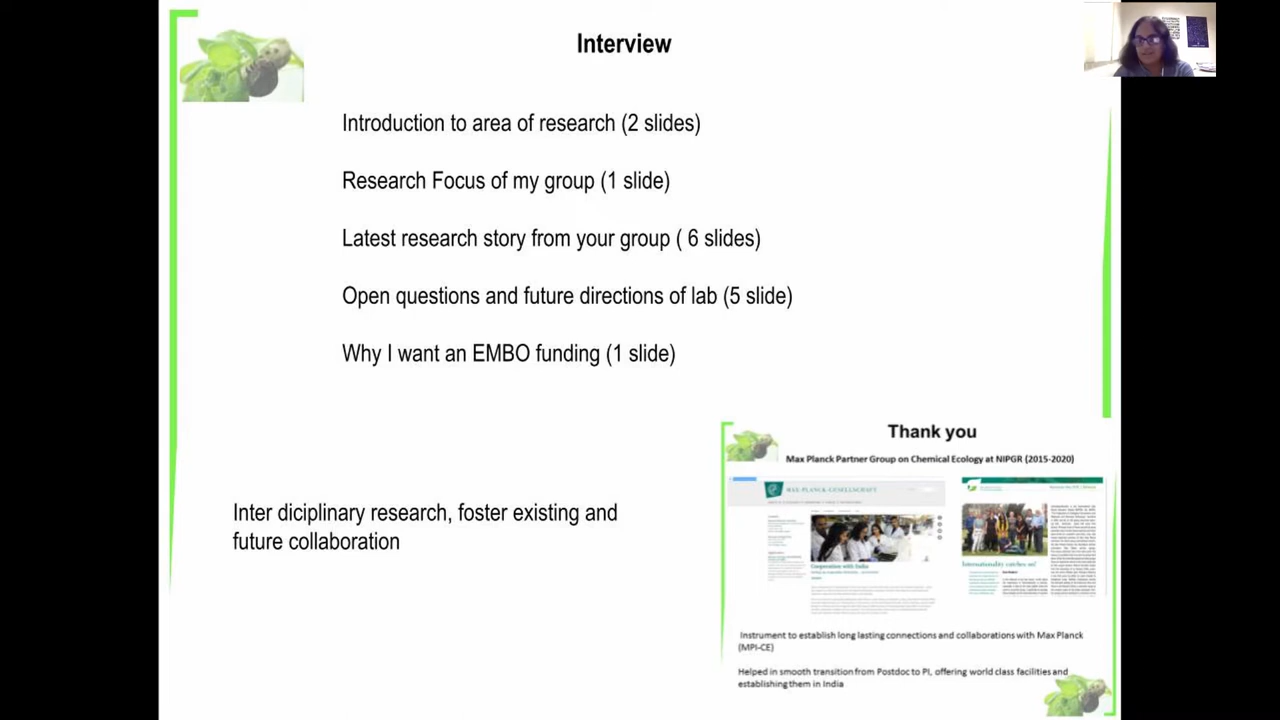 Interview
Introduction to area of research (2 slides)
Research Focus of my group (1 slide)
Latest research story from your group ( 6 slides)
Open questions and future directions of lab (5 slide)
Why I want an EMBO funding (1 slide)
Inter diciplinary research, foster existing and
future collaboration
Thank you
Max Planck Partner Group on Chemical Ecology at NIPGR (2015-2020)
MAX-PLANCK-GESELLSCHAFT
Cooperation with India
Internationality catches on!
Instrument to establish long lasting connections and collaborations with Max Planck
(MPI-CE)
Helped in smooth transition from Postdoc to PI, offering world class facilities and
establishing them in India